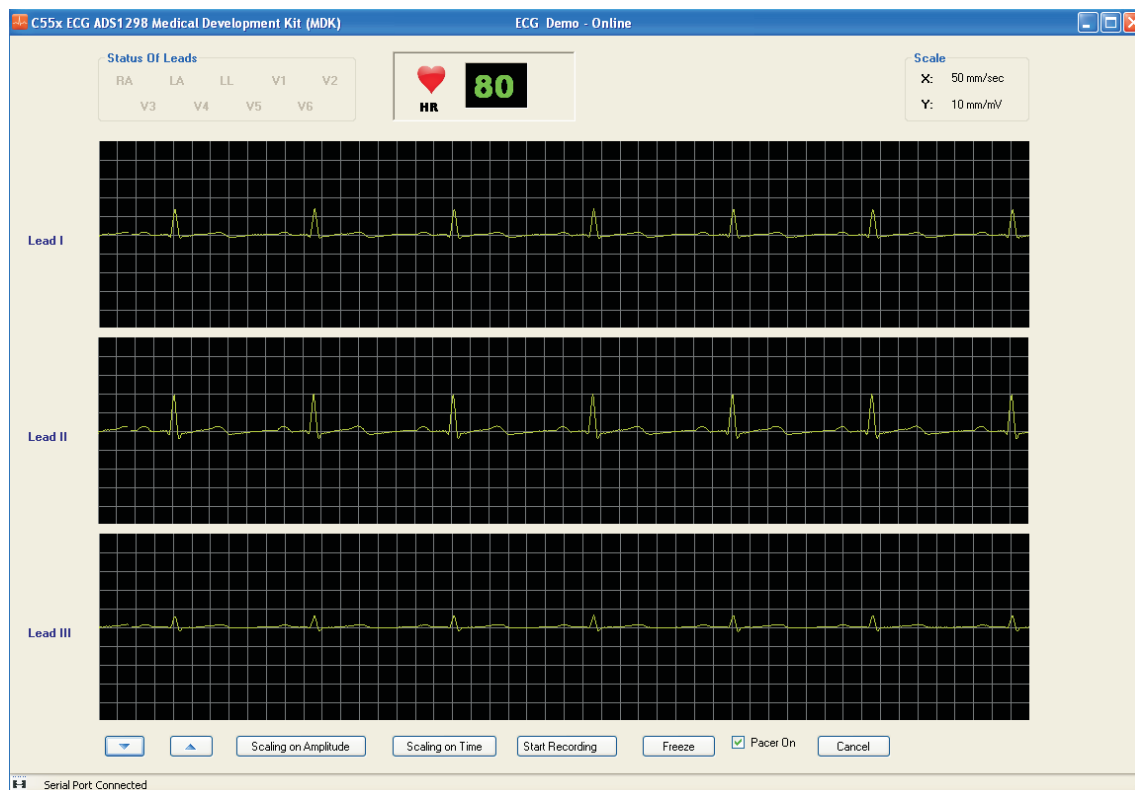 C55x ECG ADS1298 Medical Development Kit (MDK) ECG Demo - Online
Status Of Leads
RA LA LL V1 V2
V3 V4 V5 V6
HR
80
Scale
X: 50 mm/sec
Y: 10 mm/mV
Lead I
Lead II
Lead III
Scaling on Amplitude Scaling on Time Start Recording Freeze Pacer On Cancel
Serial Port Connected